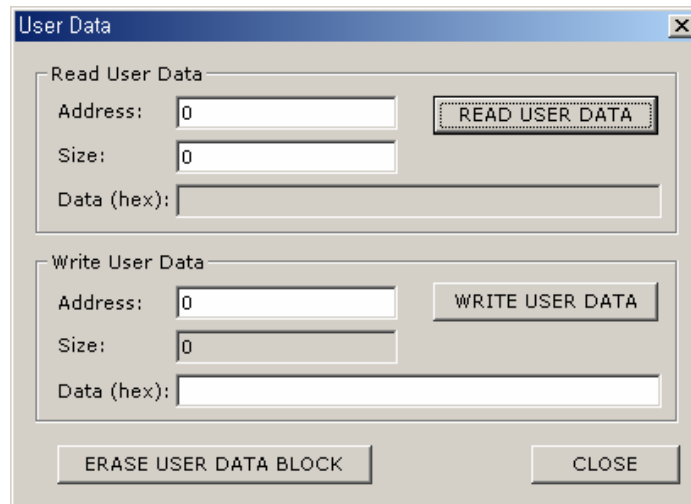 User Data
Read User Data
Address: 0
READ USER DATA
Size: 0
Data (hex):
Write User Data
Address: 0
WRITE USER DATA
Size: 0
Data (hex):
ERASE USER DATA BLOCK
CLOSE